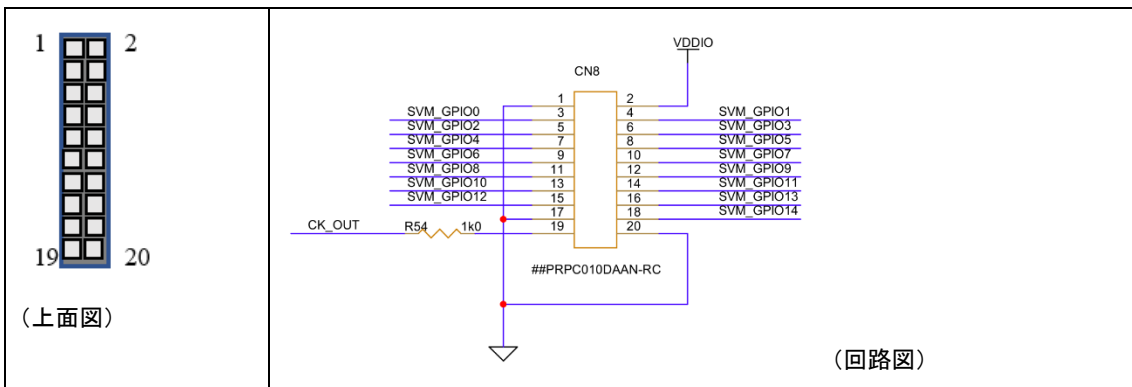 1 2
19 20
（上面図）
VDDIO
CN8
1 2
SVM_GPIO0 3 4 SVM_GPIO1
SVM_GPIO2 5 6 SVM_GPIO3
SVM_GPIO4 7 8 SVM_GPIO5
SVM_GPIO6 9 10 SVM_GPIO7
SVM_GPIO8 11 12 SVM_GPIO9
SVM_GPIO10 13 14 SVM_GPIO11
SVM_GPIO12 15 16 SVM_GPIO13
17 18 SVM_GPIO14
CK_OUT R54 1k0 19 20
##PRPC010DAAN-RC
（回路図）